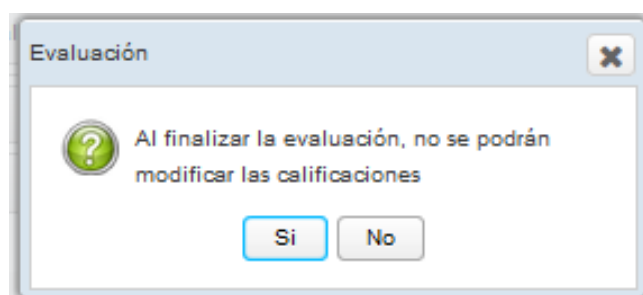 Evaluación
Al finalizar la evaluación, no se podrán
modificar las calificaciones
Si
No